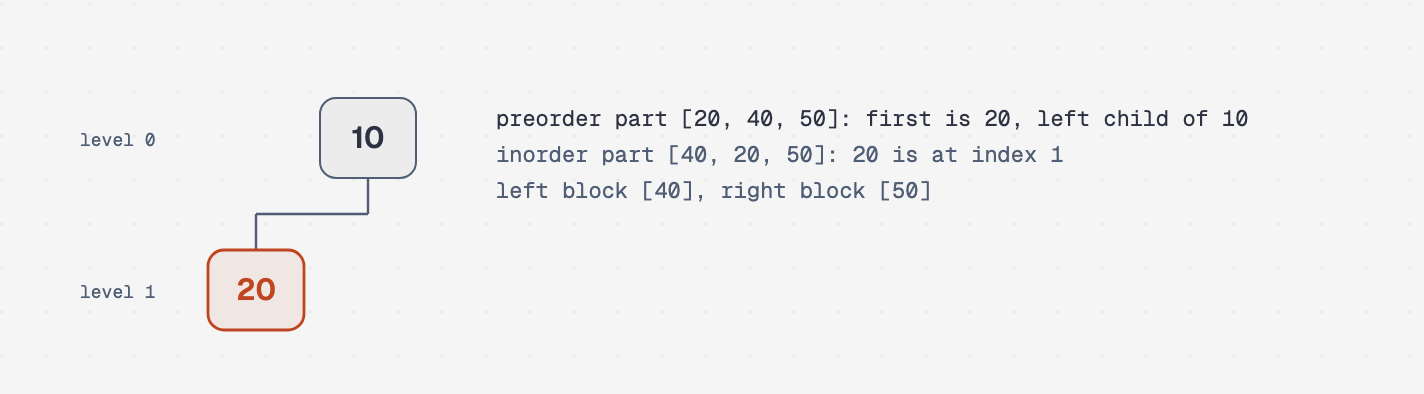 level 0
10
preorder part [20, 40, 50]: first is 20, left child of 10
inorder part [40, 20, 50]: 20 is at index 1
left block [40], right block [50]
level 1
20